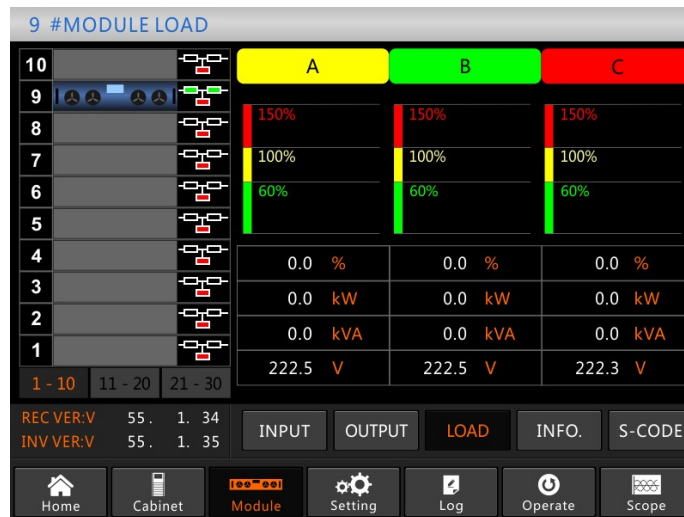 9 #MODULE LOAD
10
9
8
7
6
5
4
3
2
1
1 - 10 11 - 20 21 - 30
A B C
150% 150% 150%
100% 100% 100%
60% 60% 60%
0.0 % 0.0 % 0.0 %
0.0 kW 0.0 kW 0.0 kW
0.0 kVA 0.0 kVA 0.0 kVA
222.5 V 222.5 V 222.3 V
REC VER:V 55. 1. 34
INV VER:V 55. 1. 35
INPUT OUTPUT LOAD INFO. S-CODE
Home Cabinet Module Setting Log Operate Scope